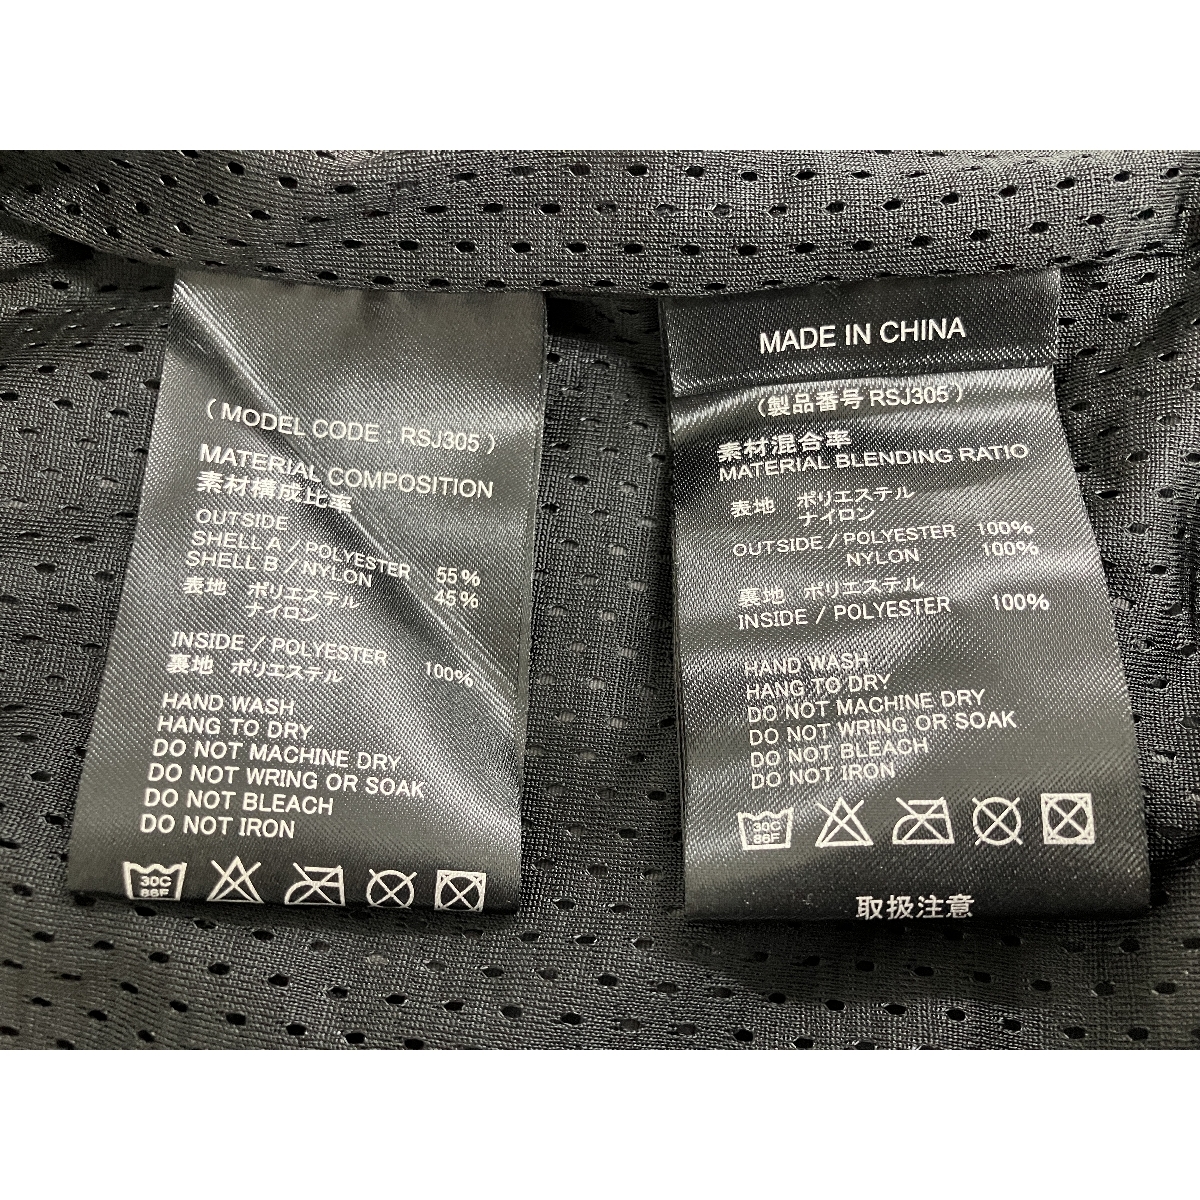 ( MODEL CODE : RSJ305 )
MATERIAL COMPOSITION
素材構成比率
OUTSIDE
SHELL A / POLYESTER 55%
SHELL B / NYLON 45%
表地 ポリエステル
ナイロン
INSIDE / POLYESTER 100%
裏地 ポリエステル
HAND WASH
HANG TO DRY
DO NOT MACHINE DRY
DO NOT WRING OR SOAK
DO NOT BLEACH
DO NOT IRON
30C
86F
MADE IN CHINA
(製品番号 RSJ305 )
素材混合率
MATERIAL BLENDING RATIO
表地 ポリエステル
ナイロン
OUTSIDE / POLYESTER 100%
NYLON 100%
裏地 ポリエステル
INSIDE / POLYESTER 100%
HAND WASH
HANG TO DRY
DO NOT MACHINE DRY
DO NOT WRING OR SOAK
DO NOT BLEACH
DO NOT IRON
30C
86F
取扱注意